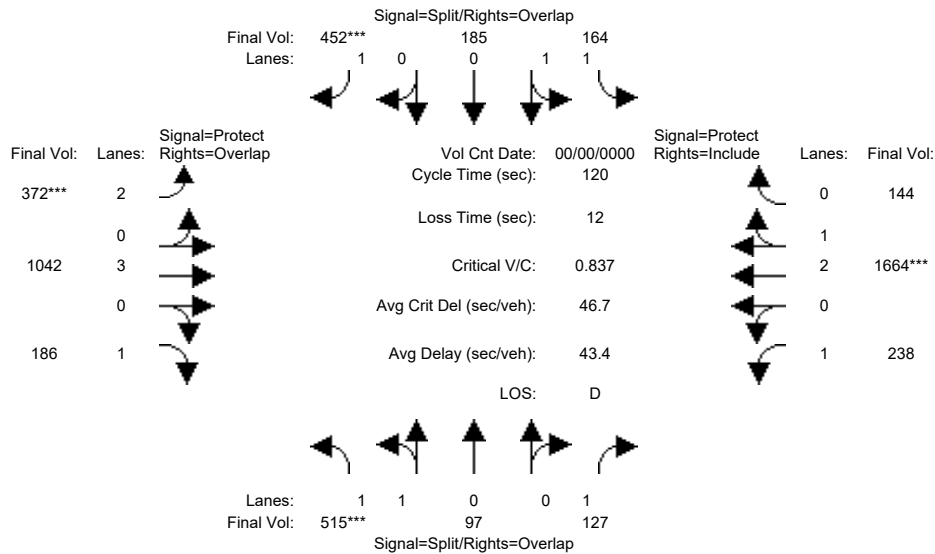 Signal=Split/Rights=Overlap
Final Vol: 452*** 185 164
Lanes: 1 0 0 1 1
Signal=Protect
Final Vol: Lanes: Rights=Overlap
Vol Cnt Date: 00/00/0000
Signal=Protect
Rights=Include Lanes: Final Vol:
Cycle Time (sec): 120
372*** 2
0 144
Loss Time (sec): 12
0
1
1042 3
Critical V/C: 0.837
2 1664***
0
Avg Crit Del (sec/veh): 46.7
0
186 1
Avg Delay (sec/veh): 43.4
1 238
LOS: D
Lanes: 1 1 0 0 1
Final Vol: 515*** 97 127
Signal=Split/Rights=Overlap